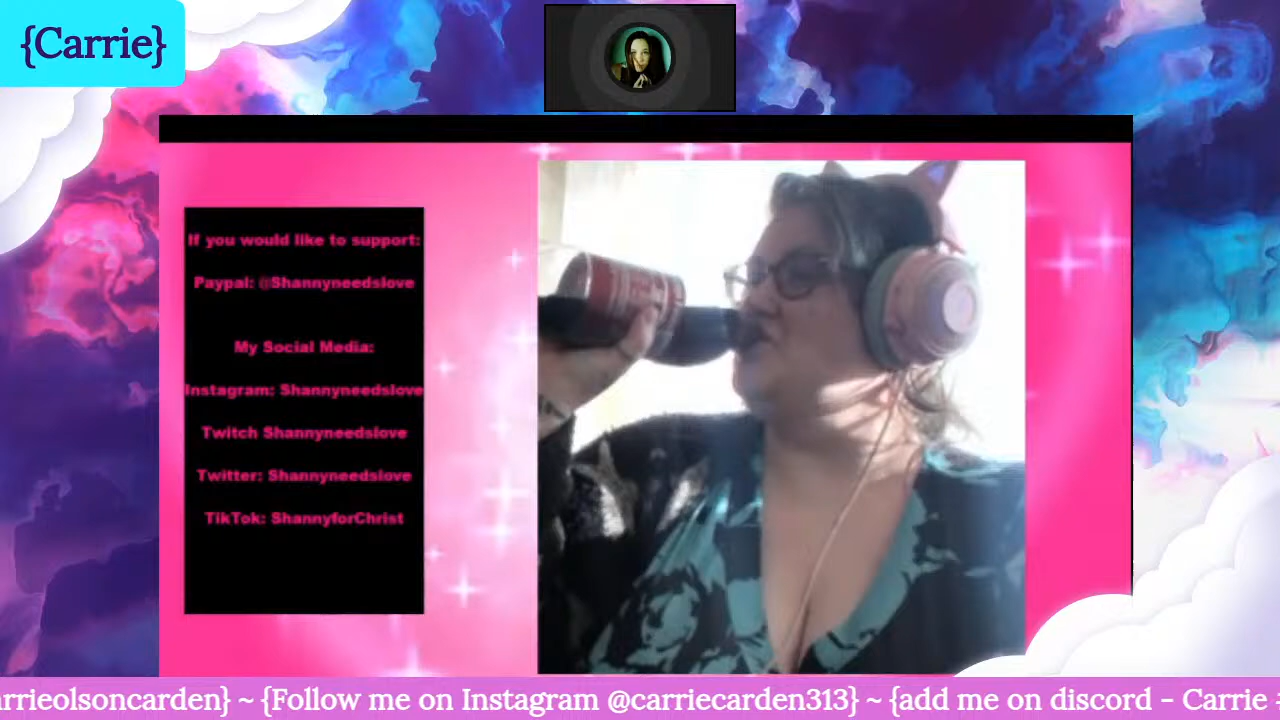 {Carrie}
If you would like to support:
Paypal: @Shannyneedslove
My Social Media:
Instagram: Shannyneedslove
Twitch Shannyneedslove
Twitter: Shannyneedslove
TikTok: ShannyforChrist
arrieolsoncarden} ~ {Follow me on Instagram @carriecarden313} ~ {add me on discord - Carrie